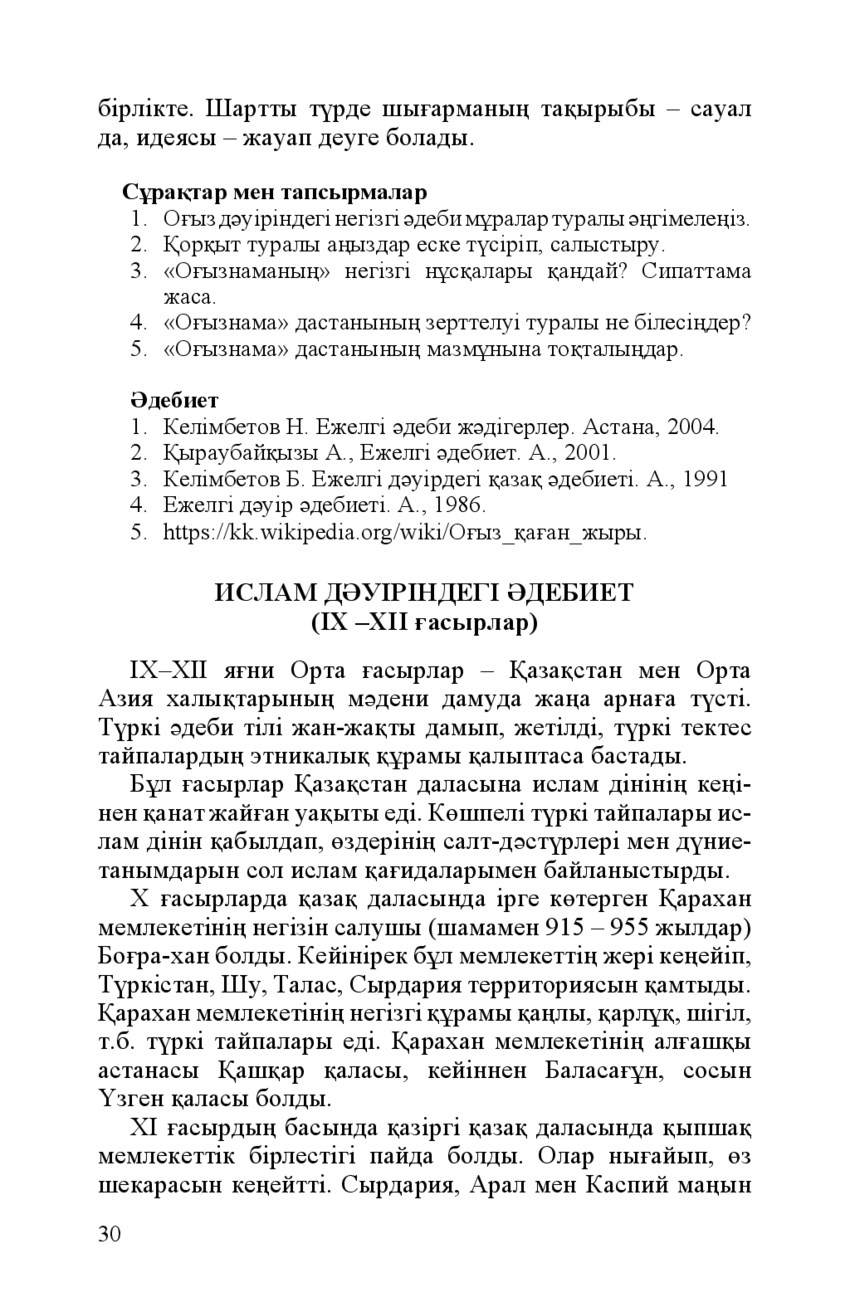 бірлікте. Шартты түрде шығарманың тақырыбы – сауал
да, идеясы – жауап деуге болады.
Сұрақтар мен тапсырмалар
1. Оғыз дәуіріндегі негізгі әдеби мұралар туралы әңгімелеңіз.
2. Қорқыт туралы аңыздар еске түсіріп, салыстыру.
3. «Оғызнаманың» негізгі нұсқалары қандай? Сипаттама
жаса.
4. «Оғызнама» дастанының зерттелуі туралы не білесіңдер?
5. «Оғызнама» дастанының мазмұнына тоқталыңдар.
Әдебиет
1. Келімбетов Н. Ежелгі әдеби жәдігерлер. Астана, 2004.
2. Қыраубайқызы А., Ежелгі әдебиет. А., 2001.
3. Келімбетов Б. Ежелгі дәуірдегі қазақ әдебиеті. А., 1991
4. Ежелгі дәуір әдебиеті. А., 1986.
5. https://kk.wikipedia.org/wiki/Оғыз_қаған_жыры.
ИСЛАМ ДӘУІРІНДЕГІ ӘДЕБИЕТ
(IX –XII ғасырлар)
IX–XII яғни Орта ғасырлар – Қазақстан мен Орта
Азия халықтарының мәдени дамуда жаңа арнаға түсті.
Түркі әдеби тілі жан-жақты дамып, жетілді, түркі тектес
тайпалардың этникалық құрамы қалыптаса бастады.
Бұл ғасырлар Қазақстан даласына ислам дінінің кеңі-
нен қанат жайған уақыты еді. Көшпелі түркі тайпалары ис-
лам дінін қабылдап, өздерінің салт-дәстүрлері мен дүние-
танымдарын сол ислам қағидаларымен байланыстырды.
X ғасырларда қазақ даласында ірге көтерген Қарахан
мемлекетінің негізін салушы (шамамен 915 – 955 жылдар)
Боғра-хан болды. Кейінірек бұл мемлекеттің жері кеңейіп,
Түркістан, Шу, Талас, Сырдария территориясын қамтыды.
Қарахан мемлекетінің негізгі құрамы қаңлы, қарлұқ, шігіл,
т.б. түркі тайпалары еді. Қарахан мемлекетінің алғашқы
астанасы Қашқар қаласы, кейіннен Баласағұн, сосын
Үзген қаласы болды.
XI ғасырдың басында қазіргі қазақ даласында қыпшақ
мемлекеттік бірлестігі пайда болды. Олар нығайып, өз
шекарасын кеңейтті. Сырдария, Арал мен Каспий маңын
30